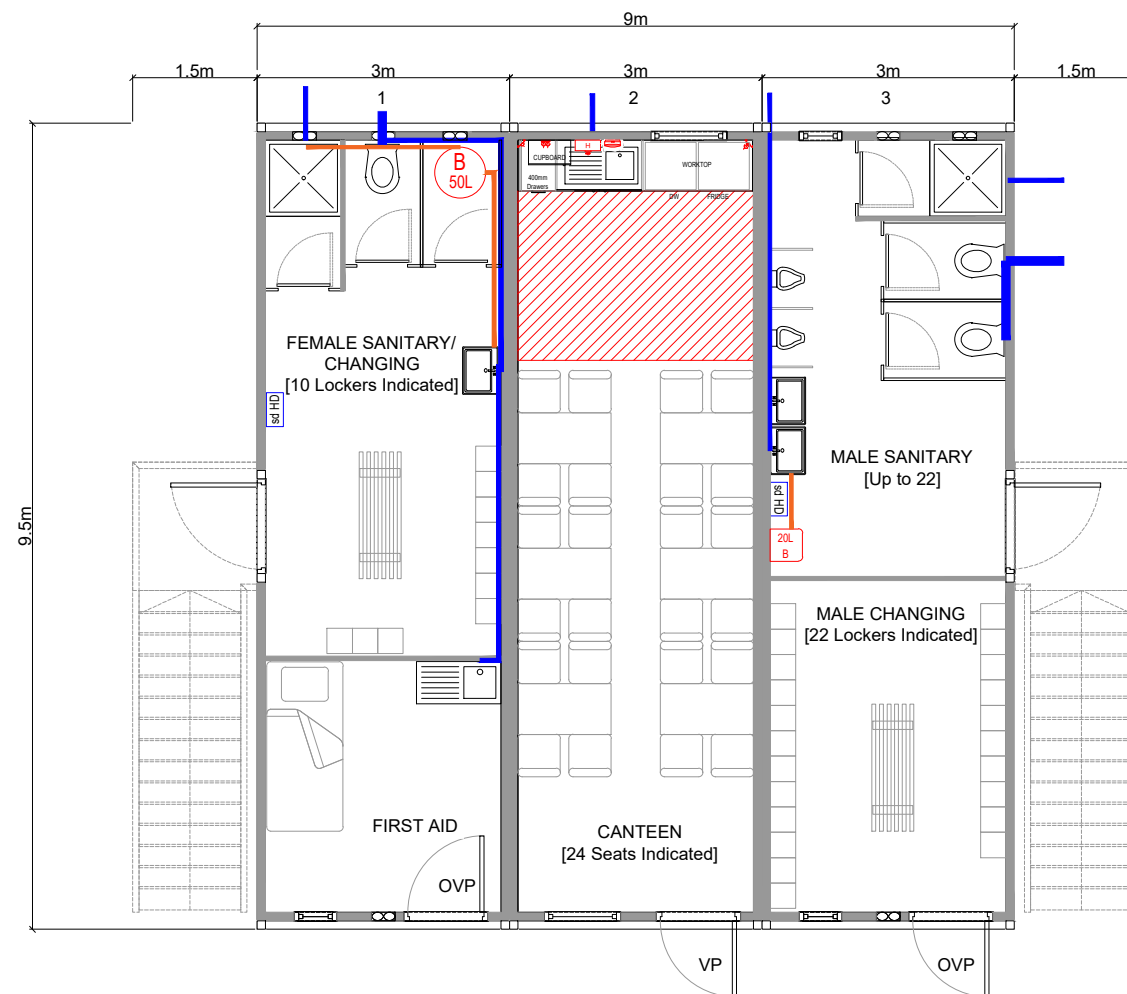 9m
1.5m
3m
3m
3m
1.5m
1
2
3
9.5m
B
50L
H
CUPBOARD
400mm
Drawers
WORKTOP
DW
FRIDGE
FEMALE SANITARY/
CHANGING
[10 Lockers Indicated]
sd HD
MALE SANITARY
[Up to 22]
sd HD
20L
B
MALE CHANGING
[22 Lockers Indicated]
FIRST AID
OVP
CANTEEN
[24 Seats Indicated]
VP
OVP